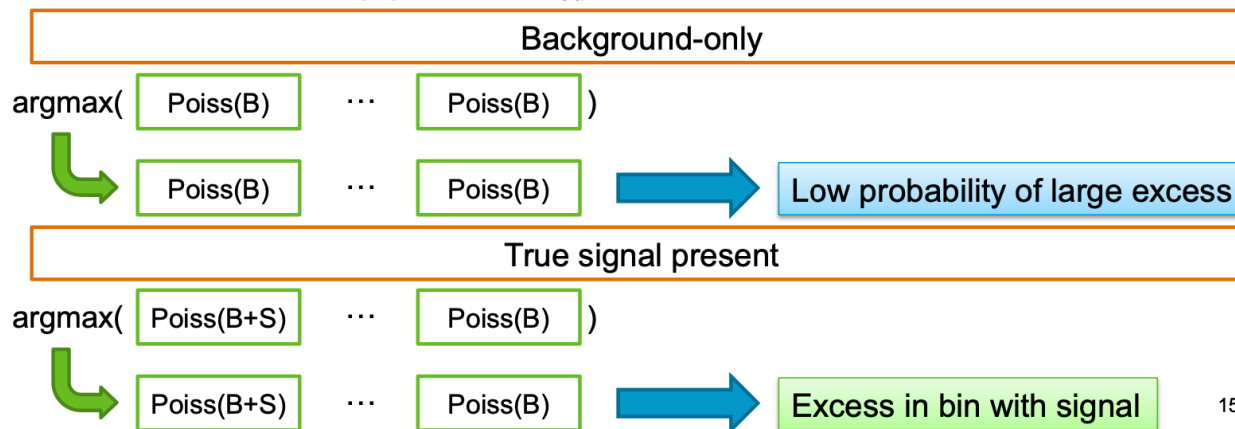 Background-only
argmax( Poiss(B) ... Poiss(B) )
Poiss(B) ... Poiss(B) Low probability of large excess
True signal present
argmax( Poiss(B+S) ... Poiss(B) )
Poiss(B+S) ... Poiss(B) Excess in bin with signal 15